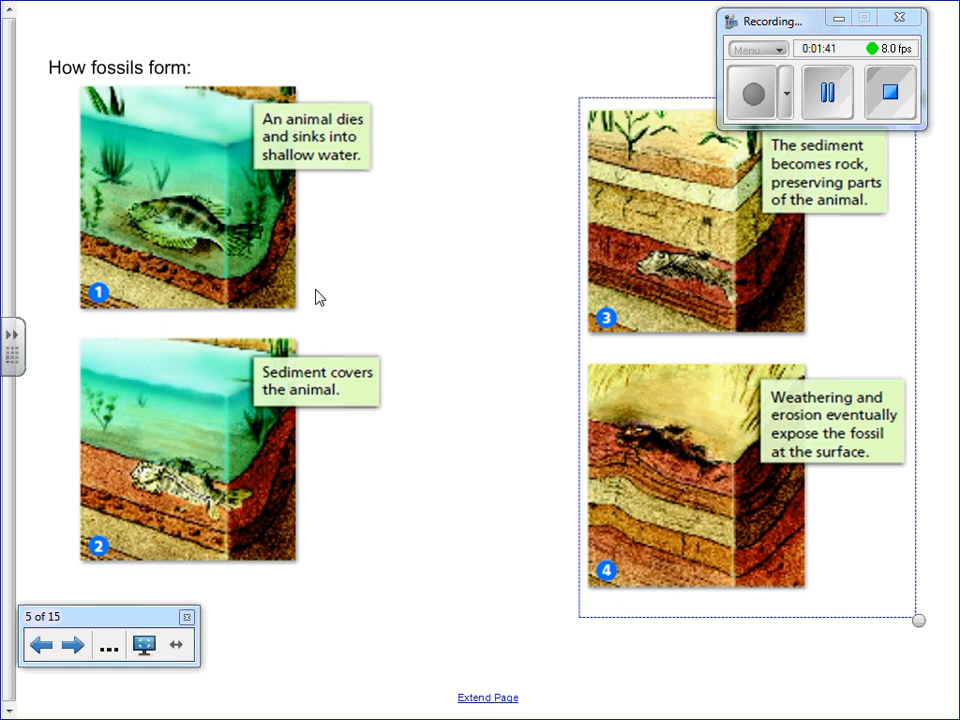 Recording...
Menu
0:01:41
8.0 fps
How fossils form:
An animal dies
and sinks into
shallow water.
1
Sediment covers
the animal.
2
The sediment
becomes rock,
preserving parts
of the animal.
3
Weathering and
erosion eventually
expose the fossil
at the surface.
4
5 of 15
...
Extend Page